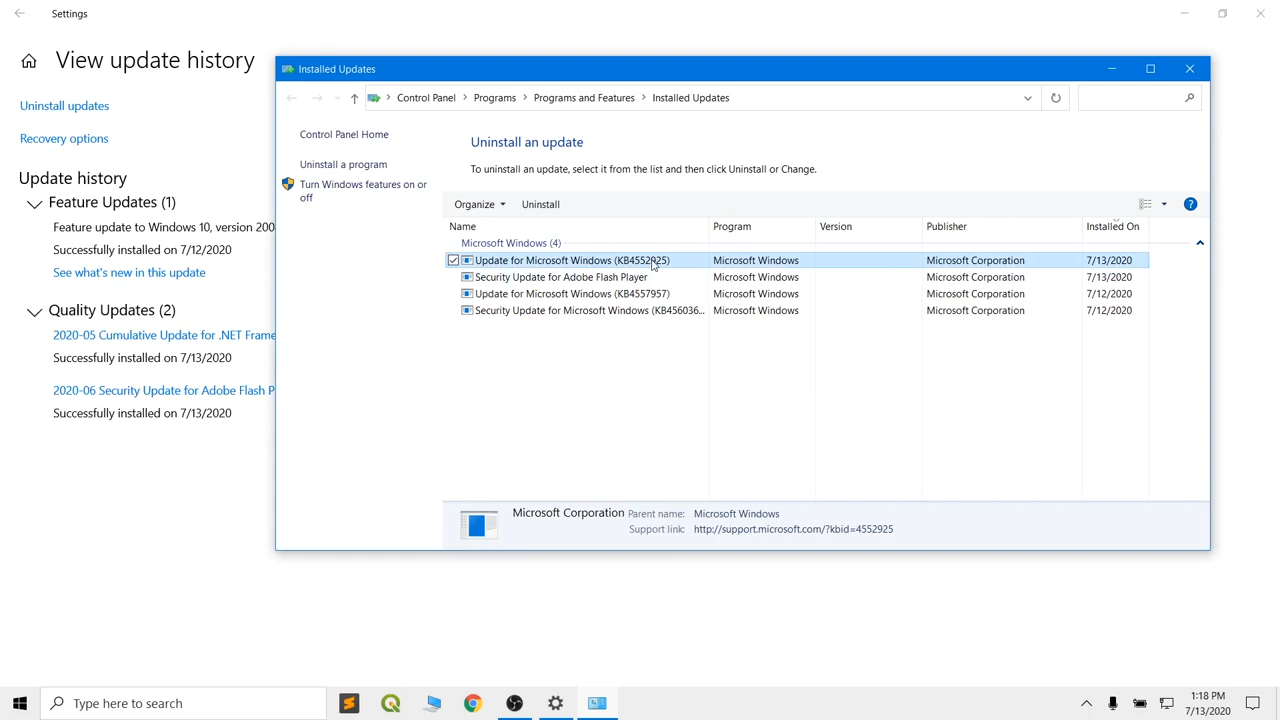 Settings
View update history
Uninstall updates
Recovery options
Update history
Feature Updates (1)
Feature update to Windows 10, version 200
Successfully installed on 7/12/2020
See what's new in this update
Quality Updates (2)
2020-05 Cumulative Update for .NET Frame
Successfully installed on 7/13/2020
2020-06 Security Update for Adobe Flash P
Successfully installed on 7/13/2020
Installed Updates
Control Panel > Programs > Programs and Features > Installed Updates
Control Panel Home
Uninstall a program
Turn Windows features on or
off
Uninstall an update
To uninstall an update, select it from the list and then click Uninstall or Change.
Organize Uninstall
Name Program Version Publisher Installed On
Microsoft Windows (4)
Update for Microsoft Windows (KB4552925) Microsoft Windows Microsoft Corporation 7/13/2020
Security Update for Adobe Flash Player Microsoft Windows Microsoft Corporation 7/13/2020
Update for Microsoft Windows (KB4557957) Microsoft Windows Microsoft Corporation 7/12/2020
Security Update for Microsoft Windows (KB456036... Microsoft Windows Microsoft Corporation 7/12/2020
Microsoft Corporation Parent name: Microsoft Windows
Support link: http://support.microsoft.com/?kbid=4552925
Type here to search
1:18 PM
7/13/2020